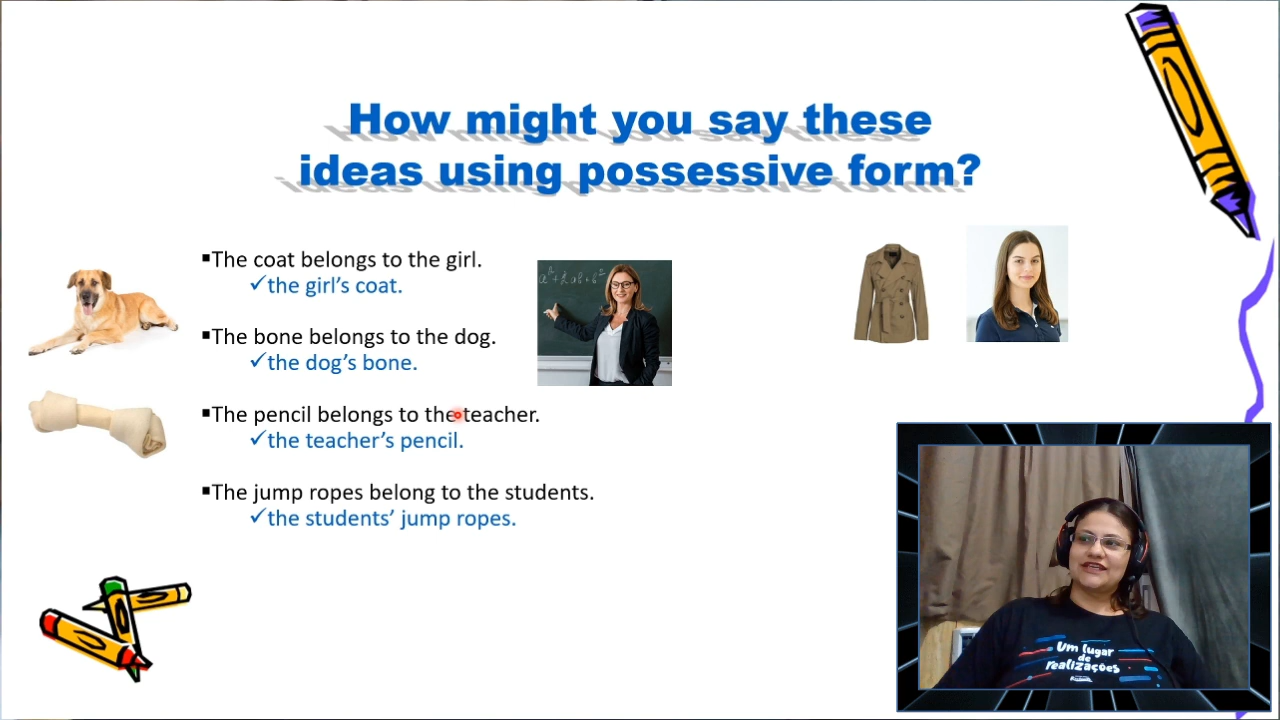 How might you say these
ideas using possessive form?
▪The coat belongs to the girl.
✓the girl’s coat.
▪The bone belongs to the dog.
✓the dog’s bone.
▪The pencil belongs to the teacher.
✓the teacher’s pencil.
▪The jump ropes belong to the students.
✓the students’ jump ropes.
Um lugar
de
realizações